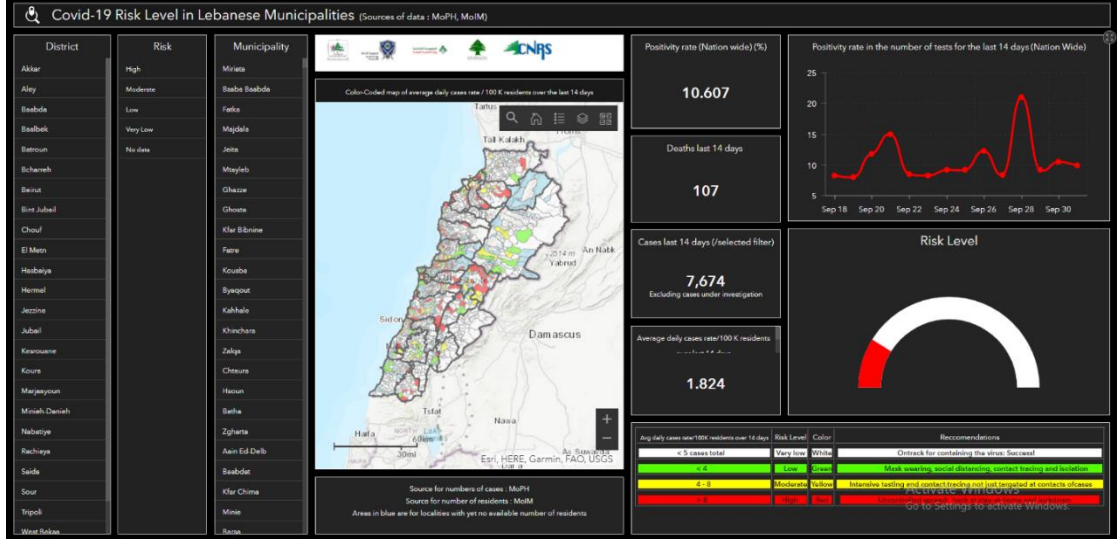 Covid-19 Risk Level in Lebanese Municipalities (Sources of data : MoPH, MoIM)
District
Akkar
Aley
Baabda
Baalbek
Batroun
Bcharreh
Beirut
Bint Jubail
Chouf
El Metn
Hasbaiya
Hermel
Jezzine
Jubail
Kesrouane
Koura
Marjaayoun
Minieh-Danieh
Nabatiye
Rachiaya
Saida
Sour
Tripoli
West Bekaa
Risk
High
Moderate
Low
Very Low
No data
Municipality
Miriata
Baaba Baabda
Fatka
Majdala
Jeita
Msayleb
Ghazze
Ghosta
Kfar Bibnine
Fatre
Kousba
Byaqout
Kahhale
Khinchara
Zalqa
Chtaura
Haoun
Batha
Zgharta
Aain Ed-Delb
Baabdat
Kfar Chima
Minie
Barsa
CNRS
Color-Coded map of average daily cases rate / 100 K residents over the last 14 days
Tartus
Tall Kalakh
Homs
An Nabk
Yabrud
Sidon
Damascus
Tsfat
Nawa
Haifa
60km
30mi
As Suwayda
Esri, HERE, Garmin, FAO, USGS
Source for numbers of cases : MoPH
Source for number of residents : MoIM
Areas in blue are for localities with yet no available number of residents
Positivity rate (Nation wide) (%)
10.607
Deaths last 14 days
107
Cases last 14 days (/selected filter)
7,674
Excluding cases under investigation
Average daily cases rate/100 K residents
1.824
Positivity rate in the number of tests for the last 14 days (Nation Wide)
25
20
15
10
5
Sep 18 Sep 20 Sep 22 Sep 24 Sep 26 Sep 28 Sep 30
Risk Level
Avg daily cases rate/100K residents over 14 days Risk Level Color Reccomendations
< 5 cases total Very low White Ontrack for containing the virus: Success!
< 4 Low Green Mask wearing, social distancing, contact tracing and isolation
4 - 8 Moderate Yellow Intensive testing and contact tracing not just targated at contacts ofcases
> 8 High Red
Activate Windows
Go to Settings to activate Windows.